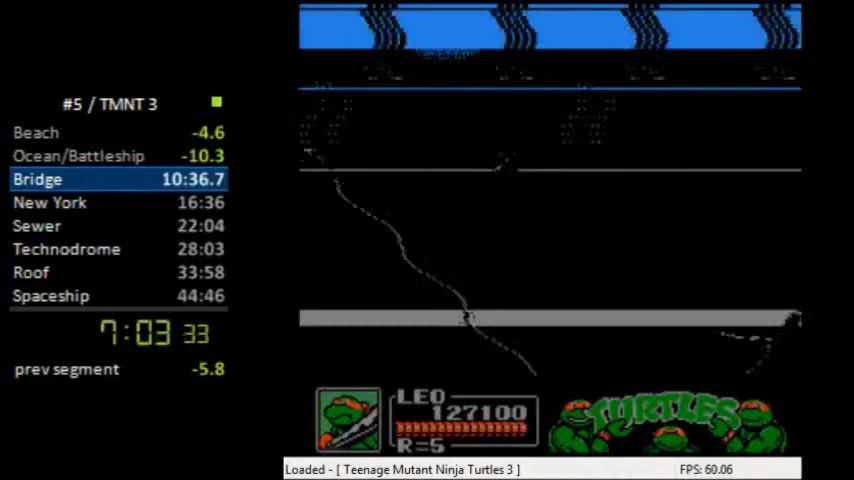 #5 / TMNT 3
Beach -4.6
Ocean/Battleship -10.3
Bridge 10:36.7
New York 16:36
Sewer 22:04
Technodrome 28:03
Roof 33:58
Spaceship 44:46
7:03 33
prev segment -5.8
LEO
127100
R=5
TURTLES
Loaded - [ Teenage Mutant Ninja Turtles 3 ] FPS: 60.06